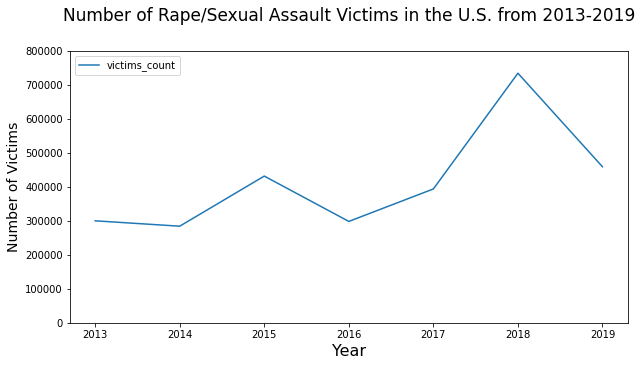 Number of Rape/Sexual Assault Victims in the U.S. from 2013-2019
victims_count
800000
700000
600000
500000
400000
300000
200000
100000
0
Number of Victims
2013 2014 2015 2016 2017 2018 2019
Year